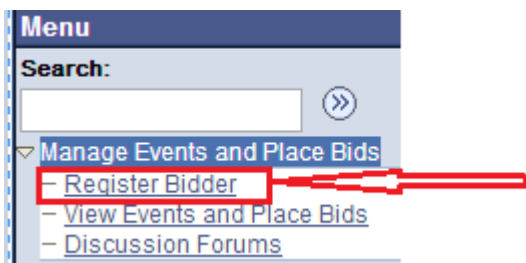 Menu
Search:
Manage Events and Place Bids
– Register Bidder
– View Events and Place Bids
– Discussion Forums